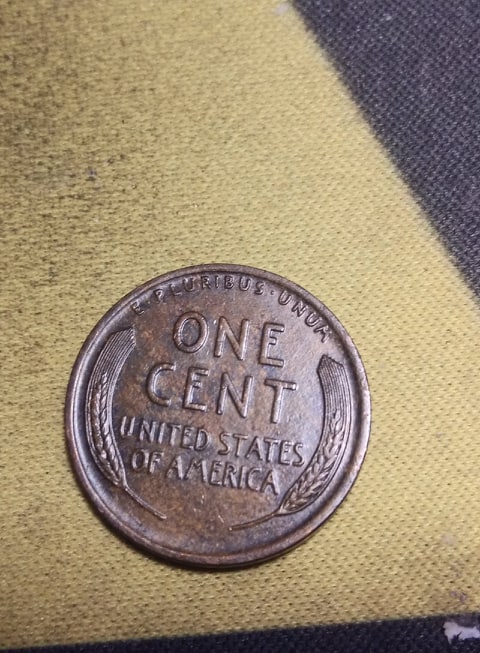 E·PLURIBUS·UNUM
ONE
CENT
UNITED STATES
OF AMERICA